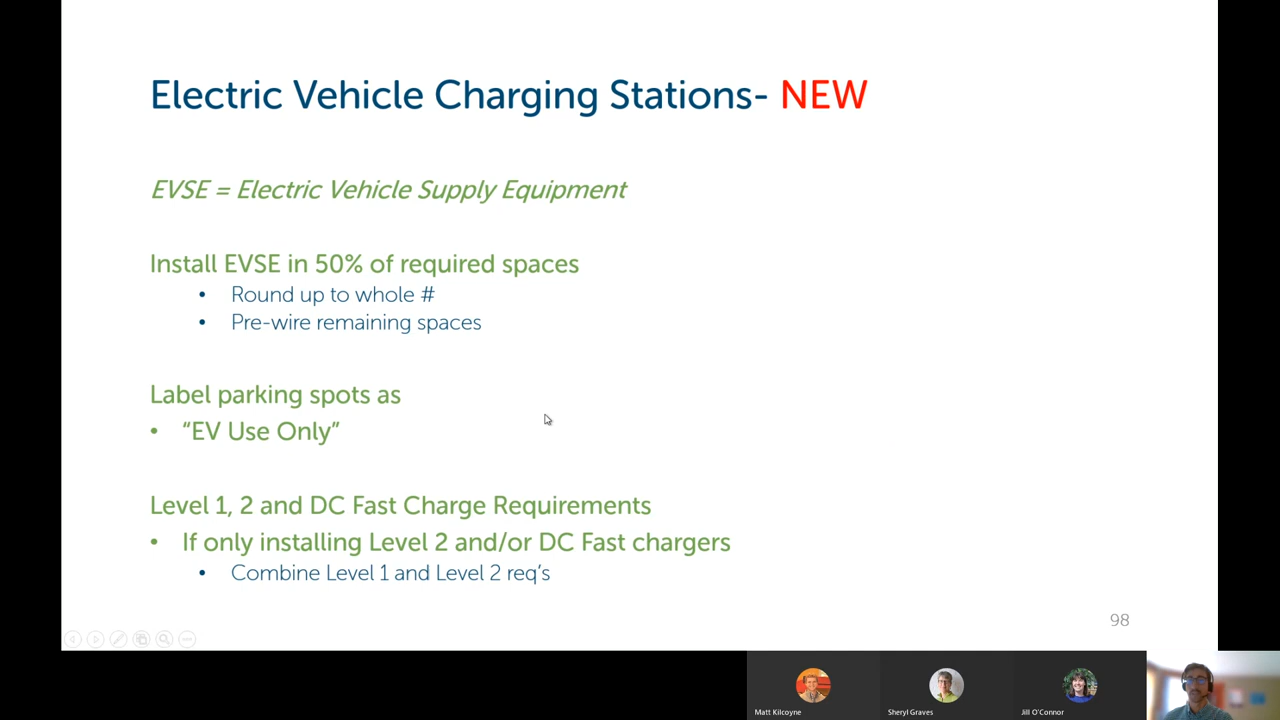 Electric Vehicle Charging Stations- NEW
EVSE = Electric Vehicle Supply Equipment
Install EVSE in 50% of required spaces
• Round up to whole #
• Pre-wire remaining spaces
Label parking spots as
• “EV Use Only”
Level 1, 2 and DC Fast Charge Requirements
• If only installing Level 2 and/or DC Fast chargers
• Combine Level 1 and Level 2 req’s
98
Matt Kilcoyne
Sheryl Graves
Jill O'Connor